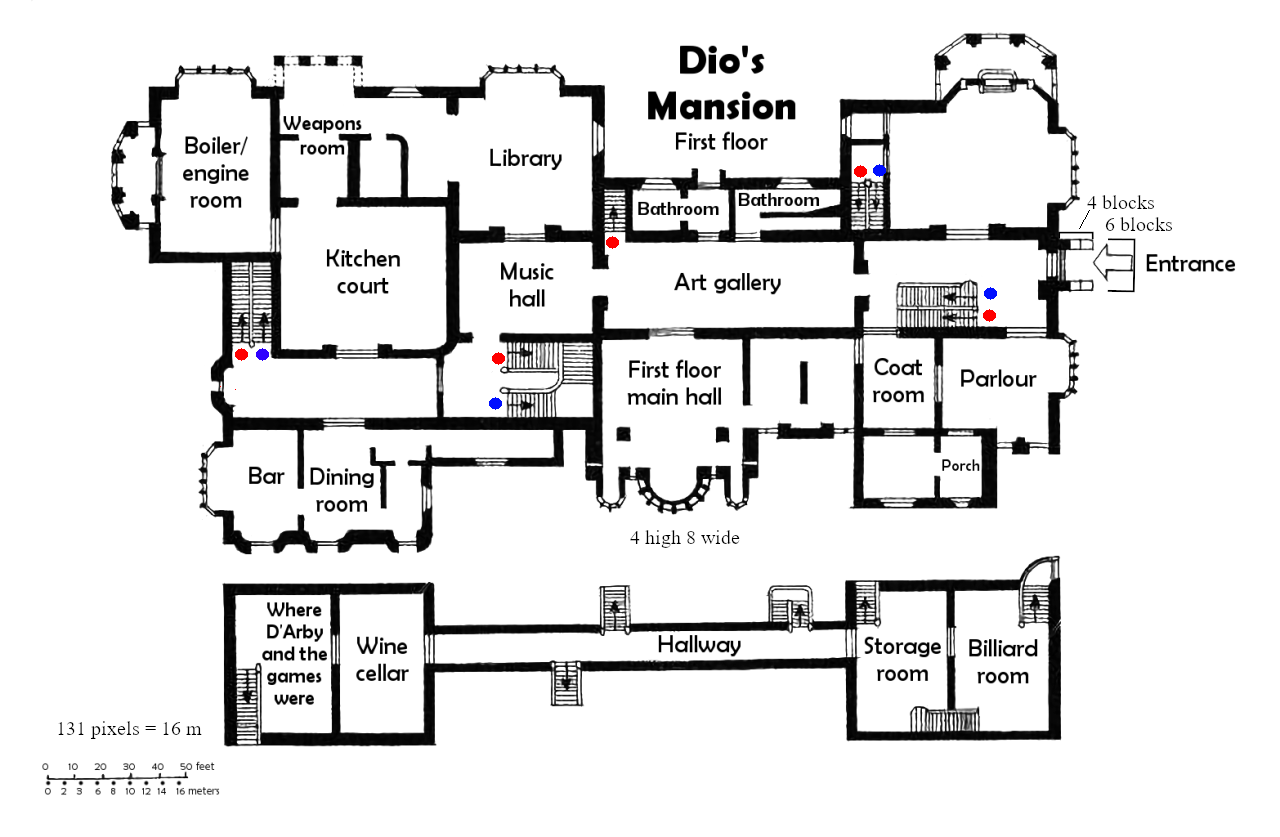 Dio's
Mansion
First floor
Weapons
room
Boiler/
engine
room
Library
Bathroom
Bathroom
4 blocks
6 blocks
Entrance
Kitchen
court
Music
hall
Art gallery
First floor
main hall
Coat
room
Parlour
Bar
Dining
room
Porch
4 high 8 wide
Where
D'Arby
and the
games
were
Wine
cellar
Hallway
Storage
room
Billiard
room
131 pixels = 16 m
0 10 20 30 40 50 feet
0 2 3 6 8 10 12 14 16 meters